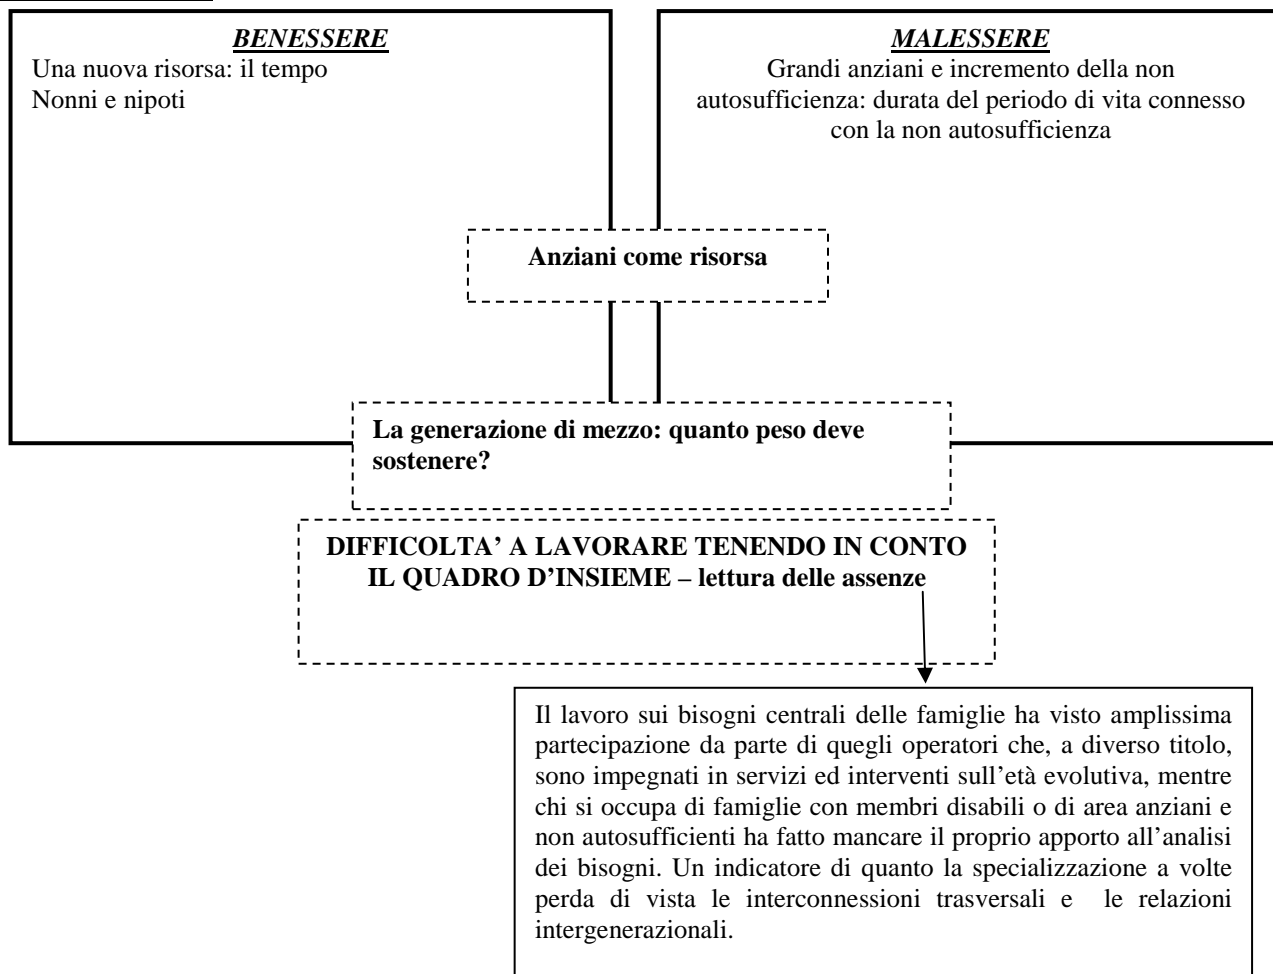 BENESSERE
Una nuova risorsa: il tempo
Nonni e nipoti
MALESSERE
Grandi anziani e incremento della non
autosufficienza: durata del periodo di vita connesso
con la non autosufficienza
Anziani come risorsa
La generazione di mezzo: quanto peso deve
sostenere?
DIFFICOLTA’ A LAVORARE TENENDO IN CONTO
IL QUADRO D’INSIEME – lettura delle assenze
Il lavoro sui bisogni centrali delle famiglie ha visto amplissima
partecipazione da parte di quegli operatori che, a diverso titolo,
sono impegnati in servizi ed interventi sull’età evolutiva, mentre
chi si occupa di famiglie con membri disabili o di area anziani e
non autosufficienti ha fatto mancare il proprio apporto all’analisi
dei bisogni. Un indicatore di quanto la specializzazione a volte
perda di vista le interconnessioni trasversali e le relazioni
intergenerazionali.